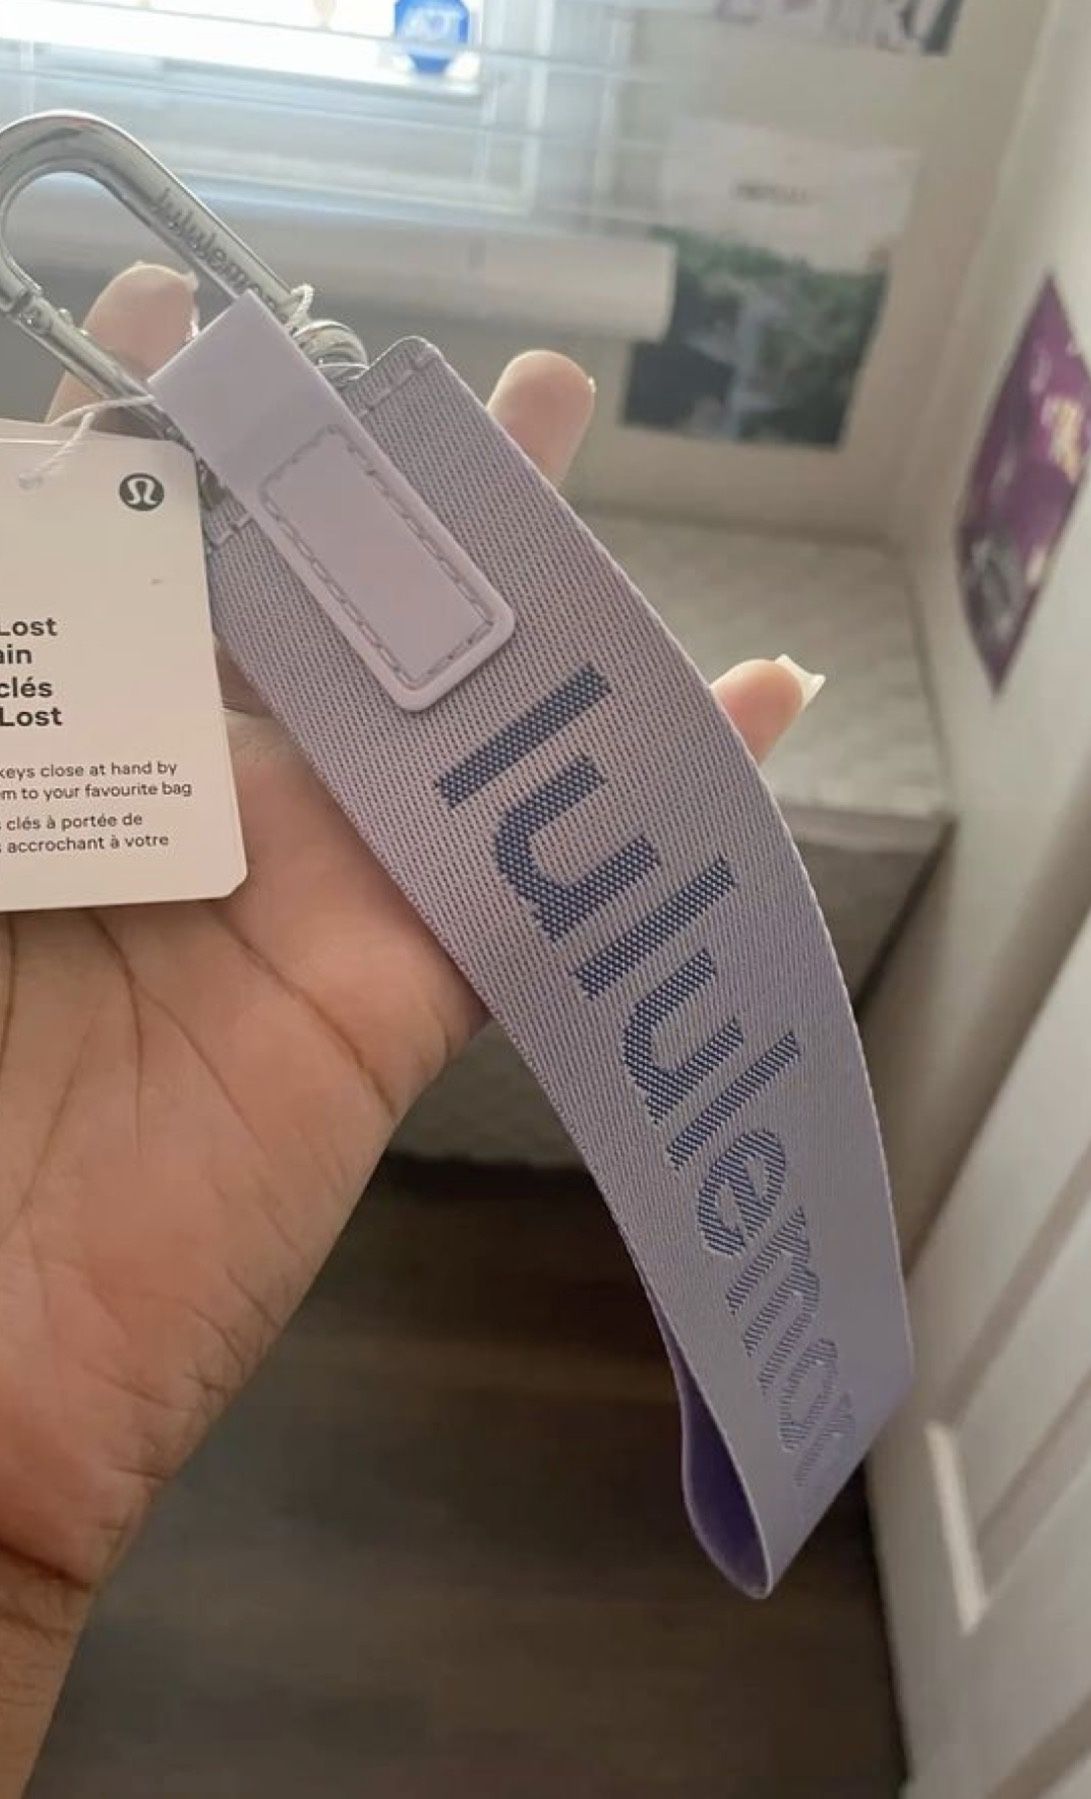 ADT
lululemon
Lost
ain
clés
Lost
keys close at hand by
m to your favourite bag
clés à portée de
accrochant à votre
lululemon